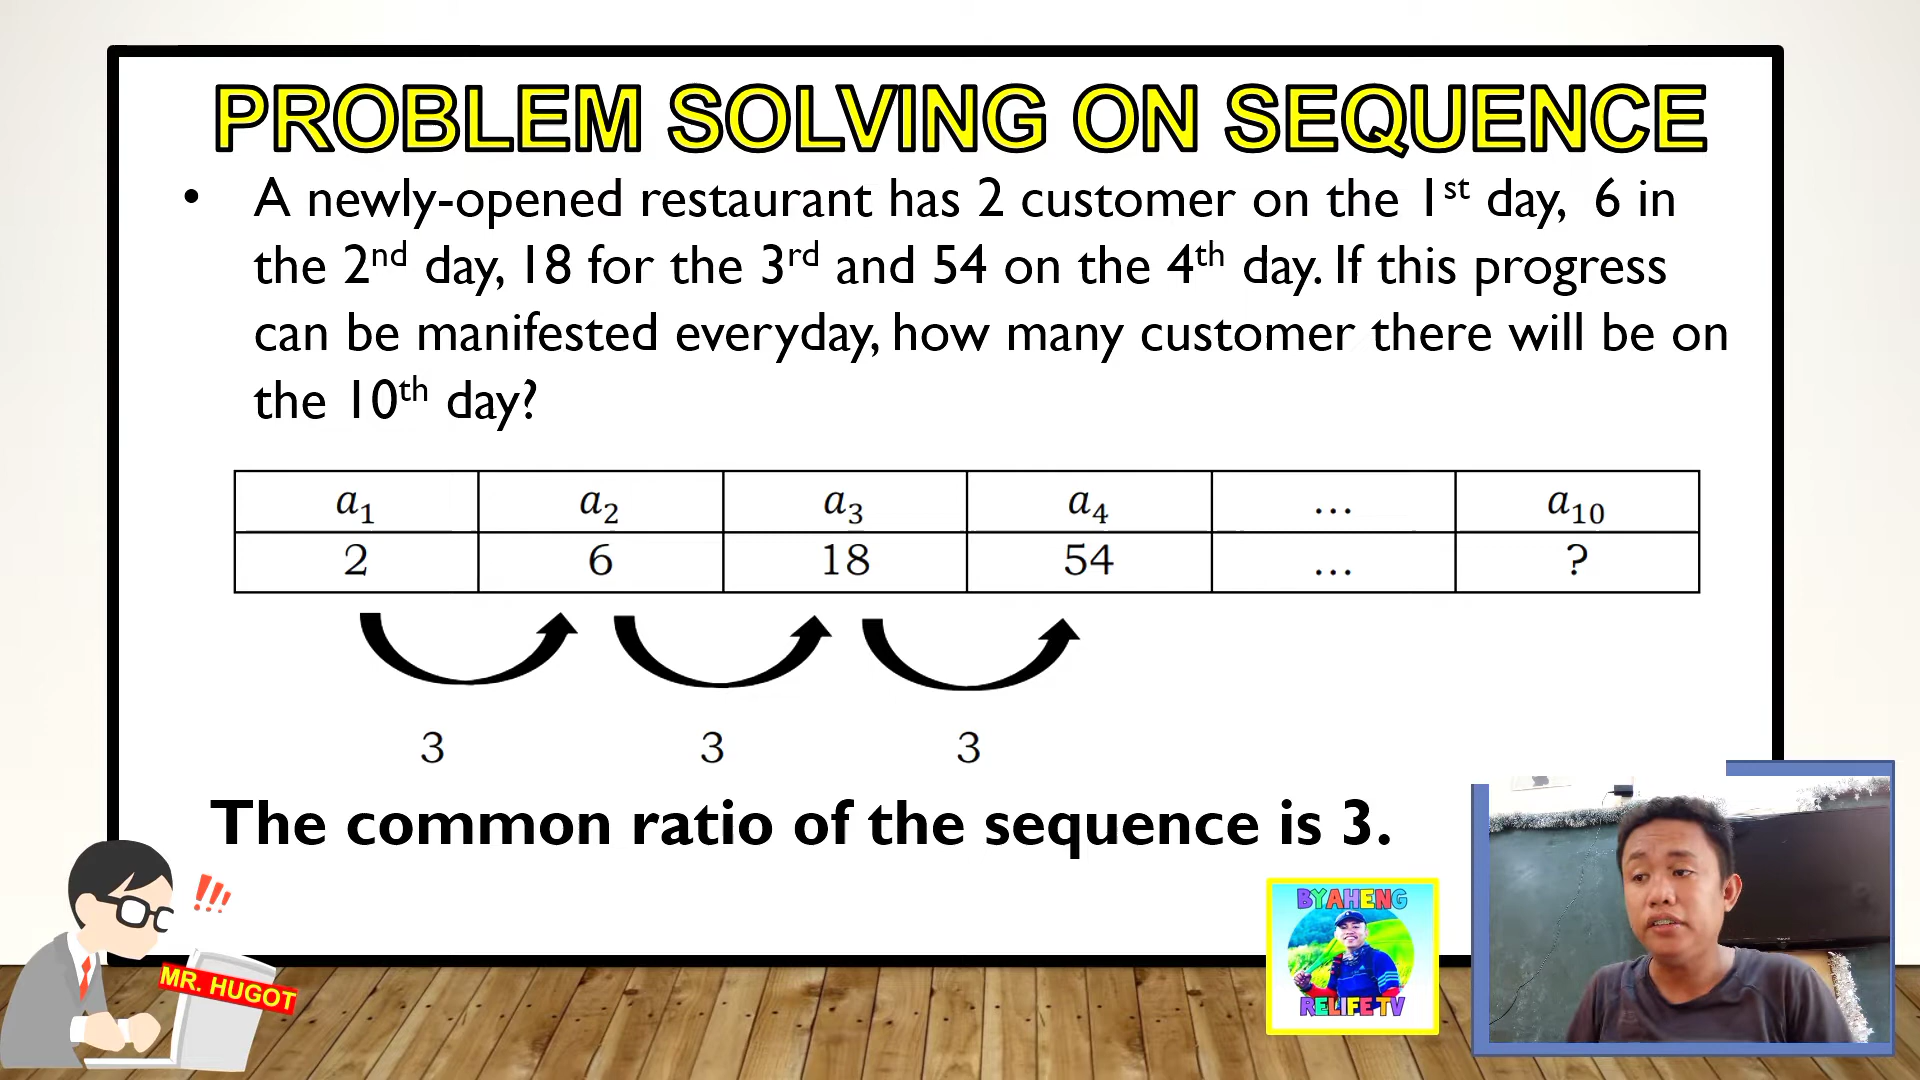 PROBLEM SOLVING ON SEQUENCE
• A newly-opened restaurant has 2 customer on the 1st day, 6 in
the 2nd day, 18 for the 3rd and 54 on the 4th day. If this progress
can be manifested everyday, how many customer there will be on
the 10th day?
a1 a2 a3 a4 … a10
2 6 18 54 … ?
3 3 3
The common ratio of the sequence is 3.
!!!
MR. HUGOT
BYAHENG
RELIFE TV